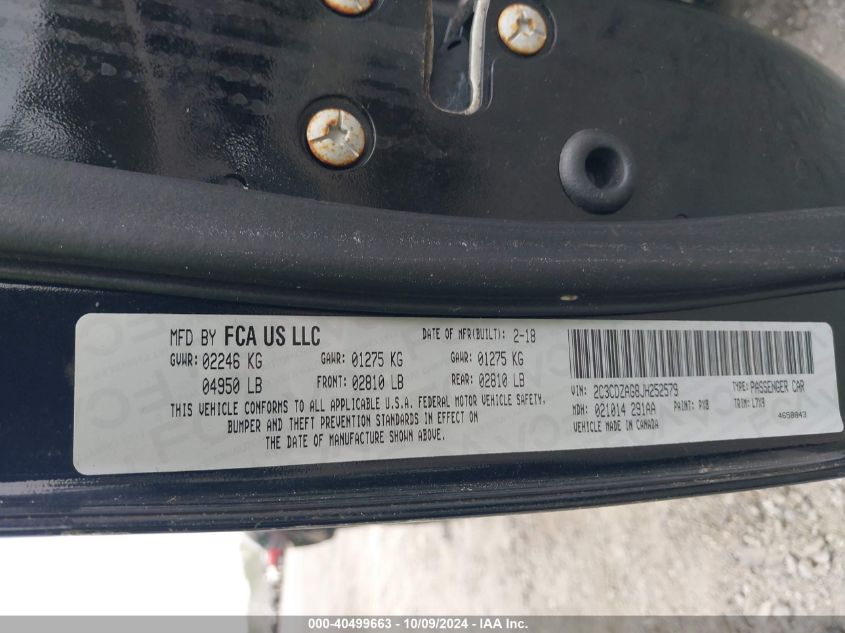 MFD BY FCA US LLC
DATE OF MFR(BUILT): 2-18
GVWR: 02246 KG GAWR: 01275 KG GAWR: 01275 KG
04950 LB FRONT: 02810 LB REAR: 02810 LB
THIS VEHICLE CONFORMS TO ALL APPLICABLE U.S.A. FEDERAL MOTOR VEHICLE SAFETY,
BUMPER AND THEFT PREVENTION STANDARDS IN EFFECT ON
THE DATE OF MANUFACTURE SHOWN ABOVE.
VIN: 2C3CDZAG8JH252579 TYPE: PASSENGER CAR
MDH: 021014 291AA PAINT: PX8 TRIM: L7X9
VEHICLE MADE IN CANADA 4650843
000-40499663 - 10/09/2024 - IAA Inc.